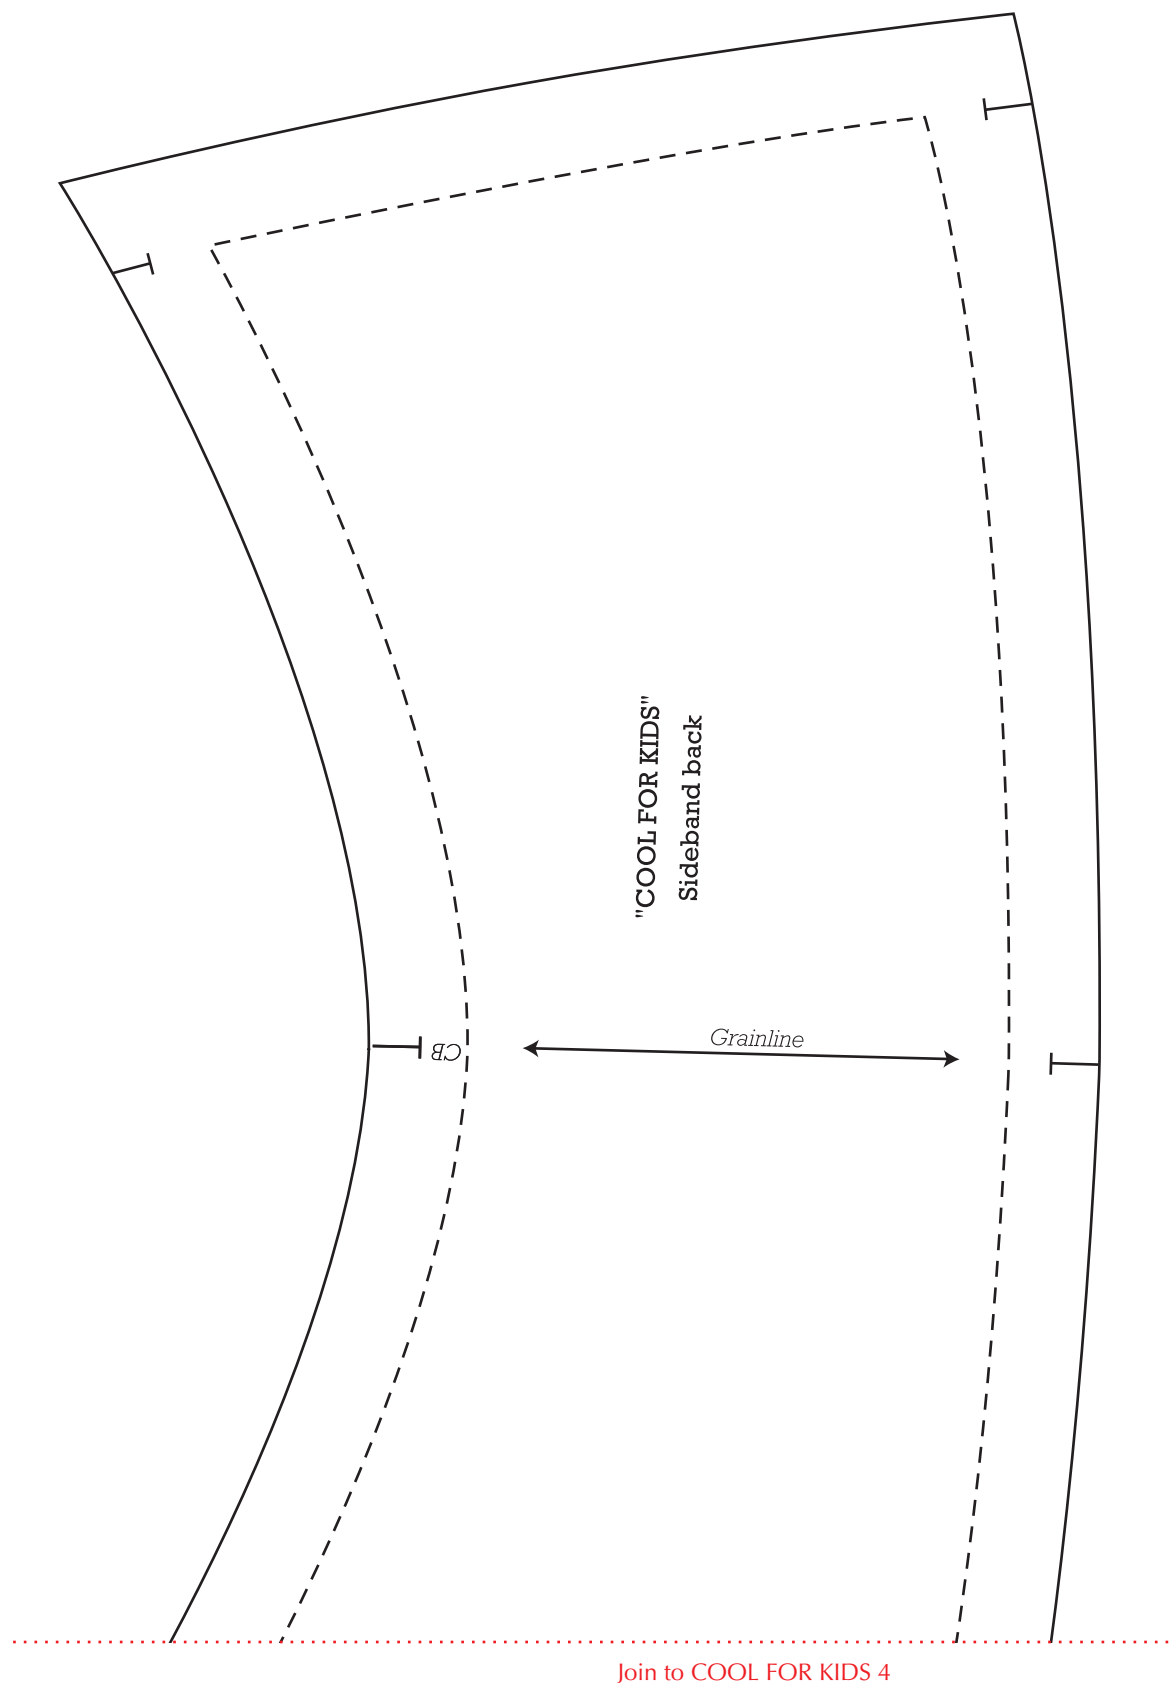 "COOL FOR KIDS"
Sideband back
Grainline
CB
Join to COOL FOR KIDS 4